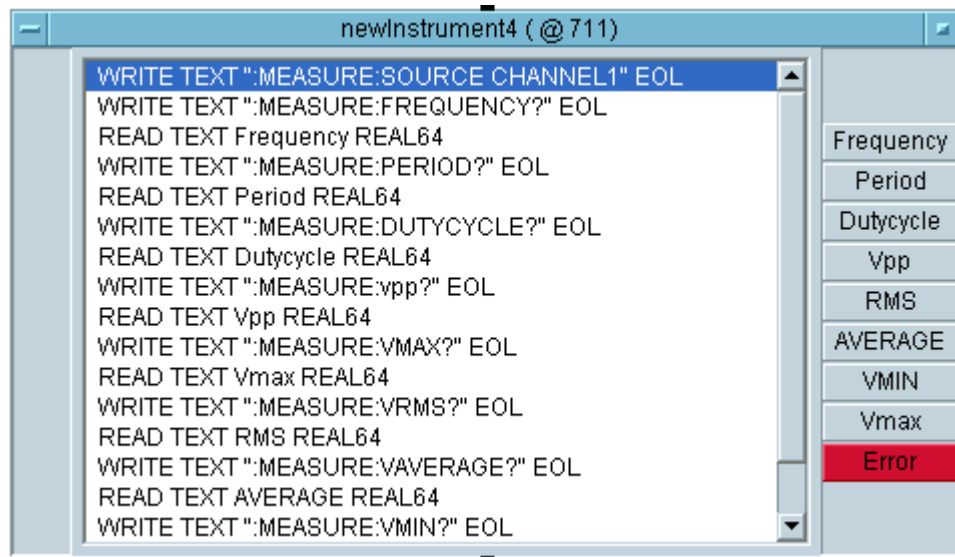 newInstrument4 ( @ 711)
WRITE TEXT ":MEASURE:SOURCE CHANNEL1" EOL
WRITE TEXT ":MEASURE:FREQUENCY?" EOL
READ TEXT Frequency REAL64
WRITE TEXT ":MEASURE:PERIOD?" EOL
READ TEXT Period REAL64
WRITE TEXT ":MEASURE:DUTYCYCLE?" EOL
READ TEXT Dutycycle REAL64
WRITE TEXT ":MEASURE:vpp?" EOL
READ TEXT Vpp REAL64
WRITE TEXT ":MEASURE:VMAX?" EOL
READ TEXT Vmax REAL64
WRITE TEXT ":MEASURE:VRMS?" EOL
READ TEXT RMS REAL64
WRITE TEXT ":MEASURE:VAVERAGE?" EOL
READ TEXT AVERAGE REAL64
WRITE TEXT ":MEASURE:VMIN?" EOL
Frequency
Period
Dutycycle
Vpp
RMS
AVERAGE
VMIN
Vmax
Error